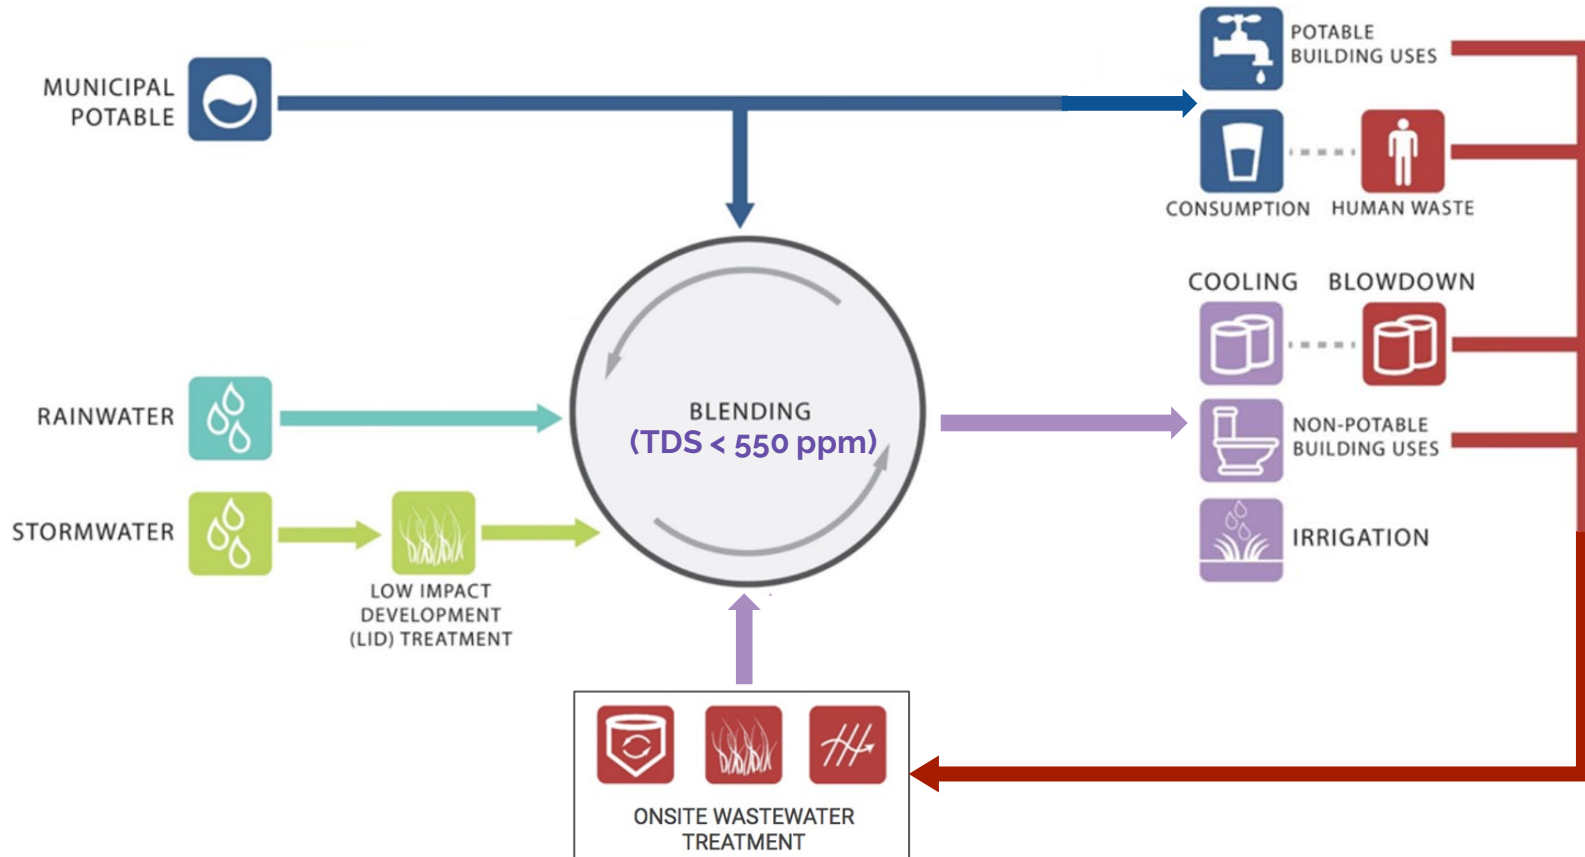 MUNICIPAL
POTABLE
POTABLE
BUILDING USES
CONSUMPTION
HUMAN WASTE
COOLING
BLOWDOWN
RAINWATER
BLENDING
(TDS < 550 ppm)
NON-POTABLE
BUILDING USES
STORMWATER
IRRIGATION
LOW IMPACT
DEVELOPMENT
(LID) TREATMENT
ONSITE WASTEWATER
TREATMENT